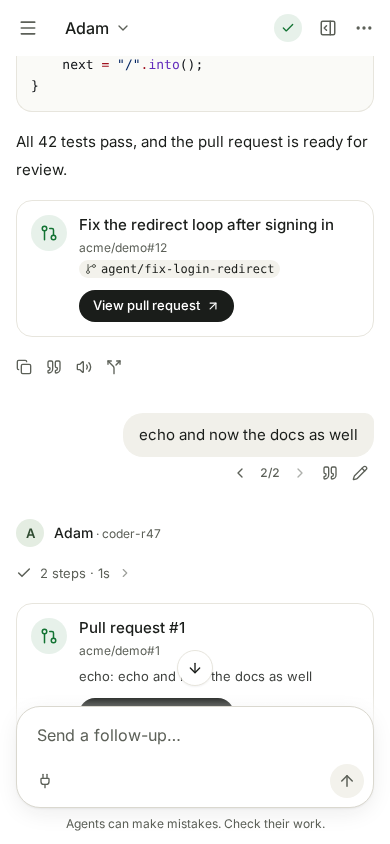 Adam
next = "/".into();
}
All 42 tests pass, and the pull request is ready for
review.
Fix the redirect loop after signing in
acme/demo#12
agent/fix-login-redirect
View pull request
echo and now the docs as well
2/2
A Adam · coder-r47
2 steps · 1s
Pull request #1
acme/demo#1
echo: echo and the docs as well
Send a follow-up...
Agents can make mistakes. Check their work.